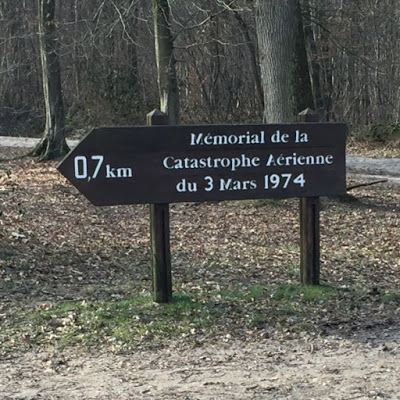 0,7 km
Mémorial de la
Catastrophe Aérienne
du 3 Mars 1974